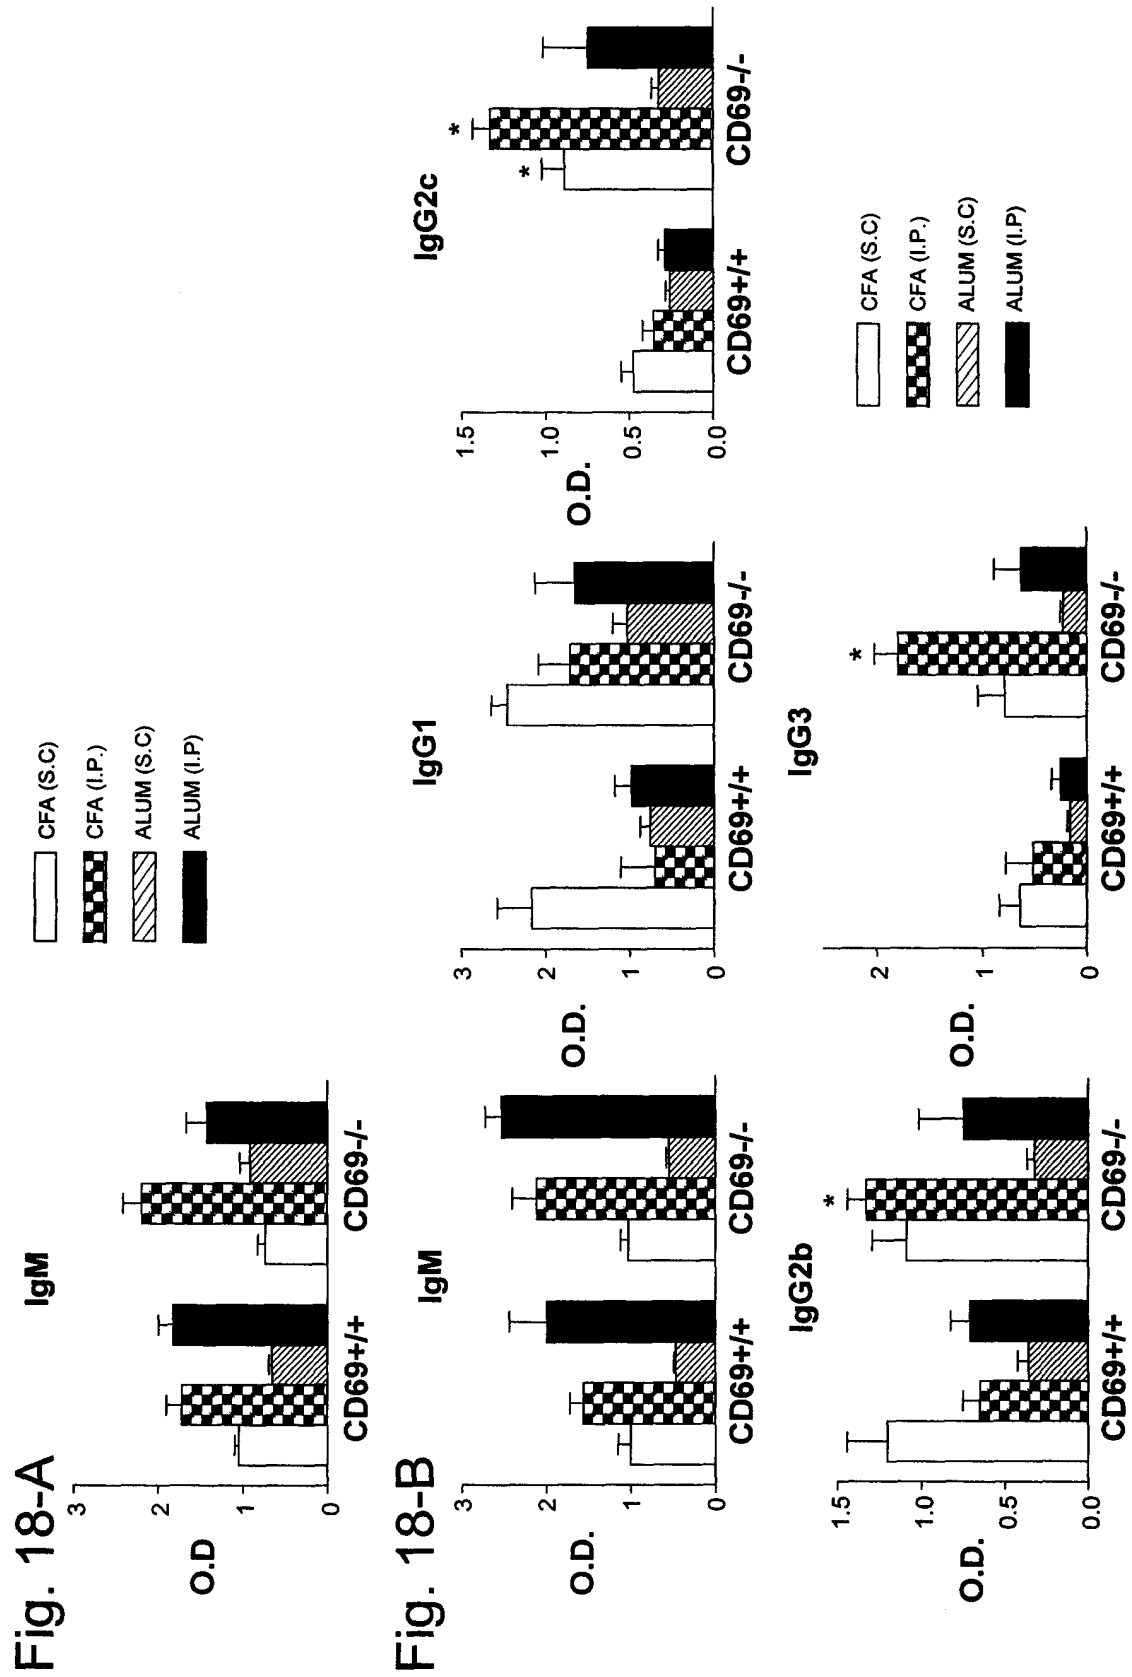 Fig. 18-A
IgM
O.D
3
2
1
0
CD69+/+
CD69-/-
CFA (S.C)
CFA (I.P.)
ALUM (S.C)
ALUM (I.P)
Fig. 18-B
IgM
O.D.
3
2
1
0
CD69+/+
CD69-/-
IgG1
O.D.
3
2
1
0
CD69+/+
CD69-/-
IgG2c
O.D.
1.5
1.0
0.5
0.0
*
*
CD69+/+
CD69-/-
IgG2b
O.D.
1.5
1.0
0.5
0.0
*
CD69+/+
CD69-/-
IgG3
O.D.
2
1
0
*
CD69+/+
CD69-/-
CFA (S.C)
CFA (I.P.)
ALUM (S.C)
ALUM (I.P)